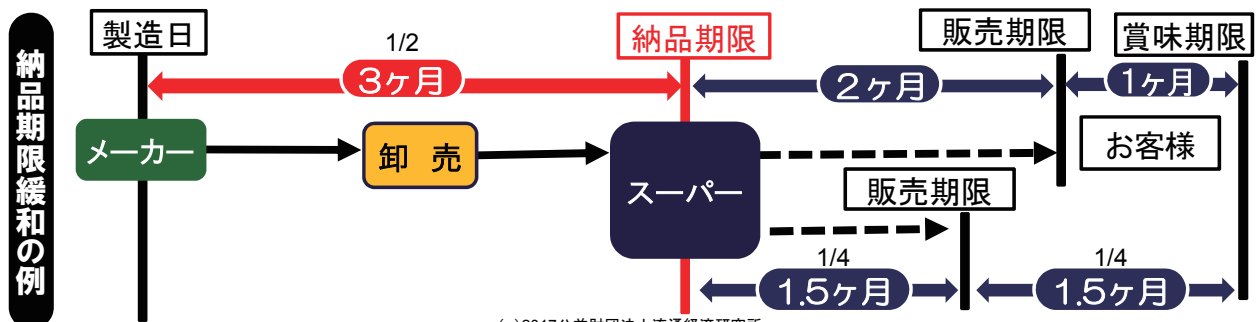 納品期限緩和の例
製造日
1/2
納品期限
販売期限
賞味期限
3ヶ月
2ヶ月
1ヶ月
メーカー
卸 売
スーパー
お客様
販売期限
1/4
1/4
1.5ヶ月
1.5ヶ月